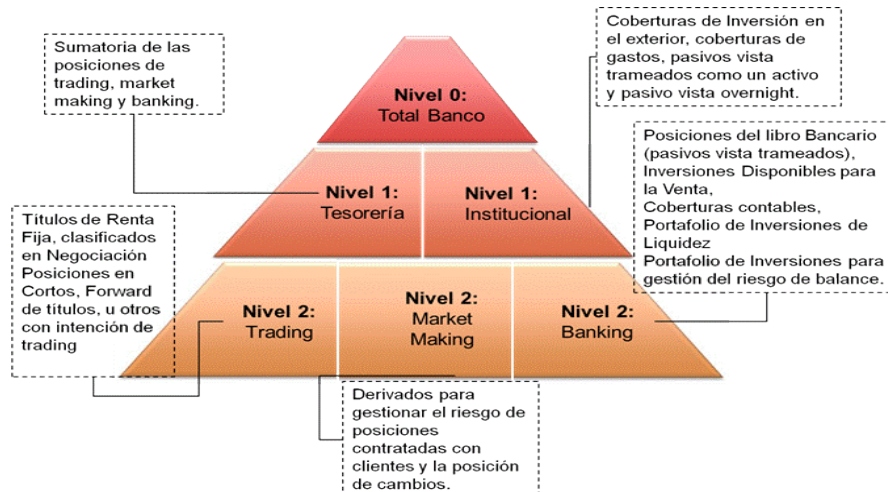 Sumatoria de las
posiciones de
trading, market
making y banking.
Coberturas de Inversión en
el exterior, coberturas de
gastos, pasivos vista
trameados como un activo
y pasivo vista overnight.
Nivel 0:
Total Banco
Nivel 1:
Tesorería
Nivel 1:
Institucional
Posiciones del libro Bancario
(pasivos vista trameados),
Inversiones Disponibles para
la Venta,
Coberturas contables,
Portafolio de Inversiones de
Liquidez
Portafolio de Inversiones para
gestión del riesgo de balance.
Títulos de Renta
Fija, clasificados
en Negociación
Posiciones en
Cortos, Forward
de títulos, u otros
con intención de
trading
Nivel 2:
Trading
Nivel 2:
Market
Making
Nivel 2:
Banking
Derivados para
gestionar el riesgo de
posiciones
contratadas con
clientes y la posición
de cambios.